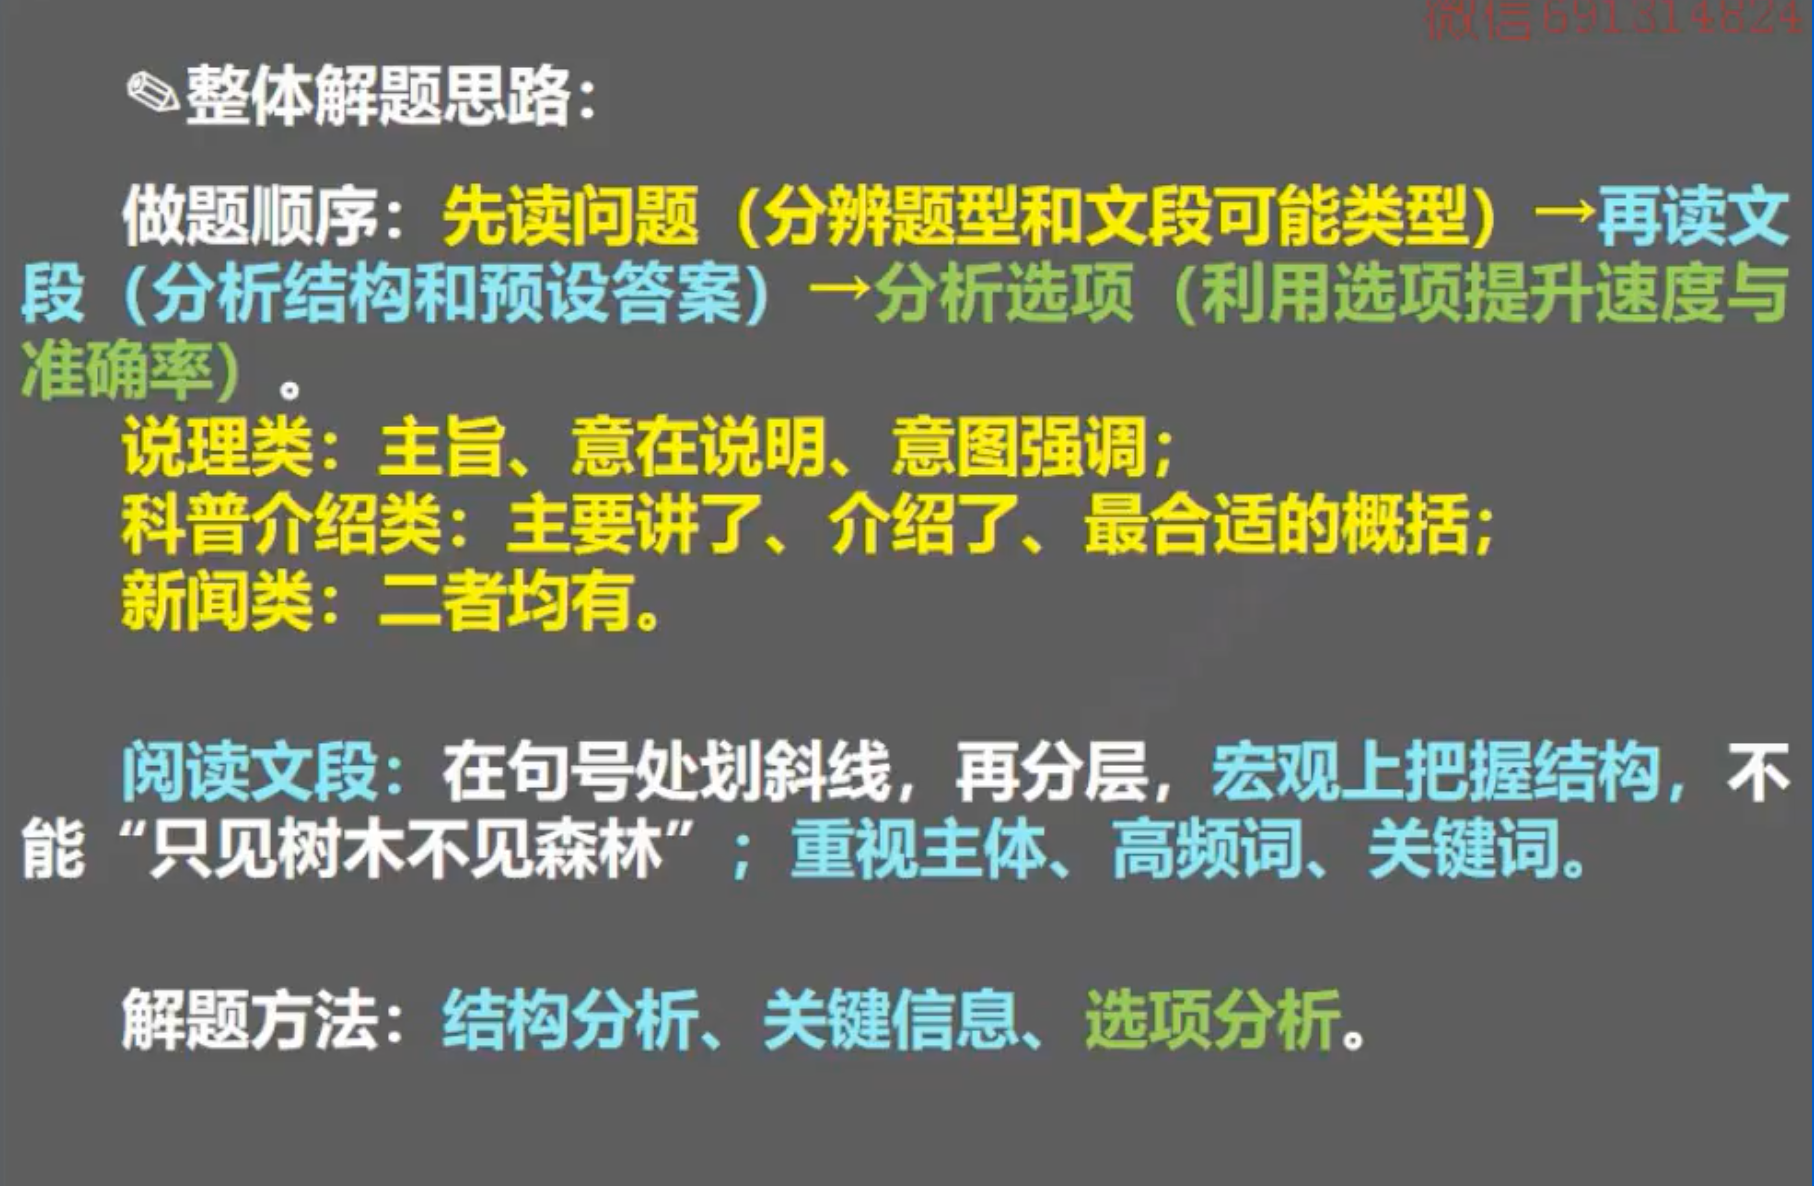 微信691314824
✎整体解题思路：
做题顺序：先读问题（分辨题型和文段可能类型）→再读文
段（分析结构和预设答案）→分析选项（利用选项提升速度与
准确率）。
说理类：主旨、意在说明、意图强调；
科普介绍类：主要讲了、介绍了、最合适的概括；
新闻类：二者均有。
阅读文段：在句号处划斜线，再分层，宏观上把握结构，不
能“只见树木不见森林”；重视主体、高频词、关键词。
解题方法：结构分析、关键信息、选项分析。